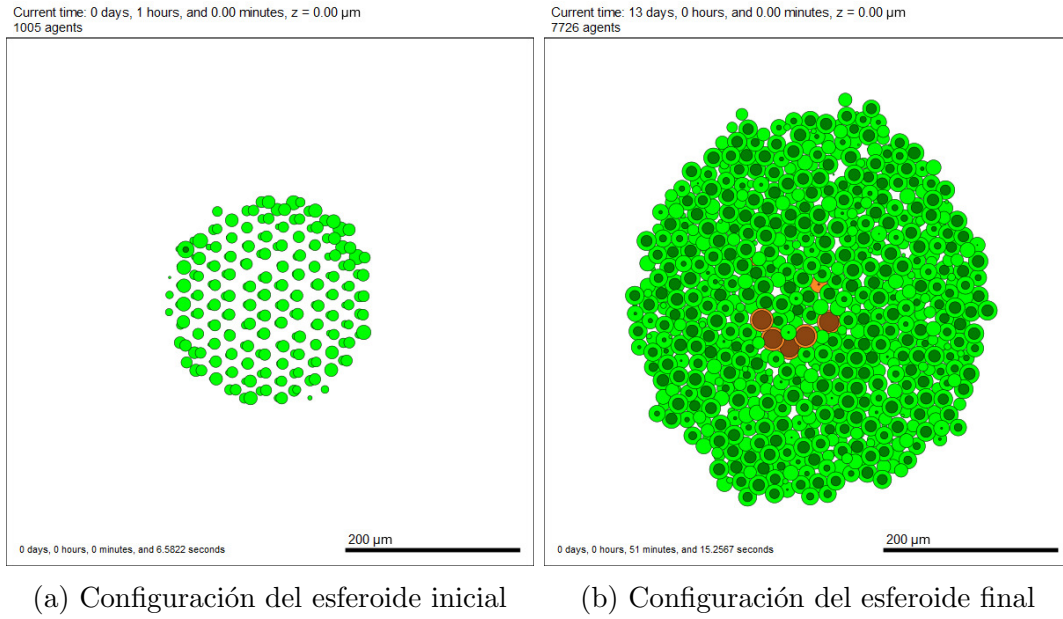 Current time: 0 days, 1 hours, and 0.00 minutes, z = 0.00 µm
1005 agents
0 days, 0 hours, 0 minutes, and 6.5822 seconds
200 µm
Current time: 13 days, 0 hours, and 0.00 minutes, z = 0.00 µm
7726 agents
0 days, 0 hours, 51 minutes, and 15.2567 seconds
200 µm
(a) Configuración del esferoide inicial
(b) Configuración del esferoide final